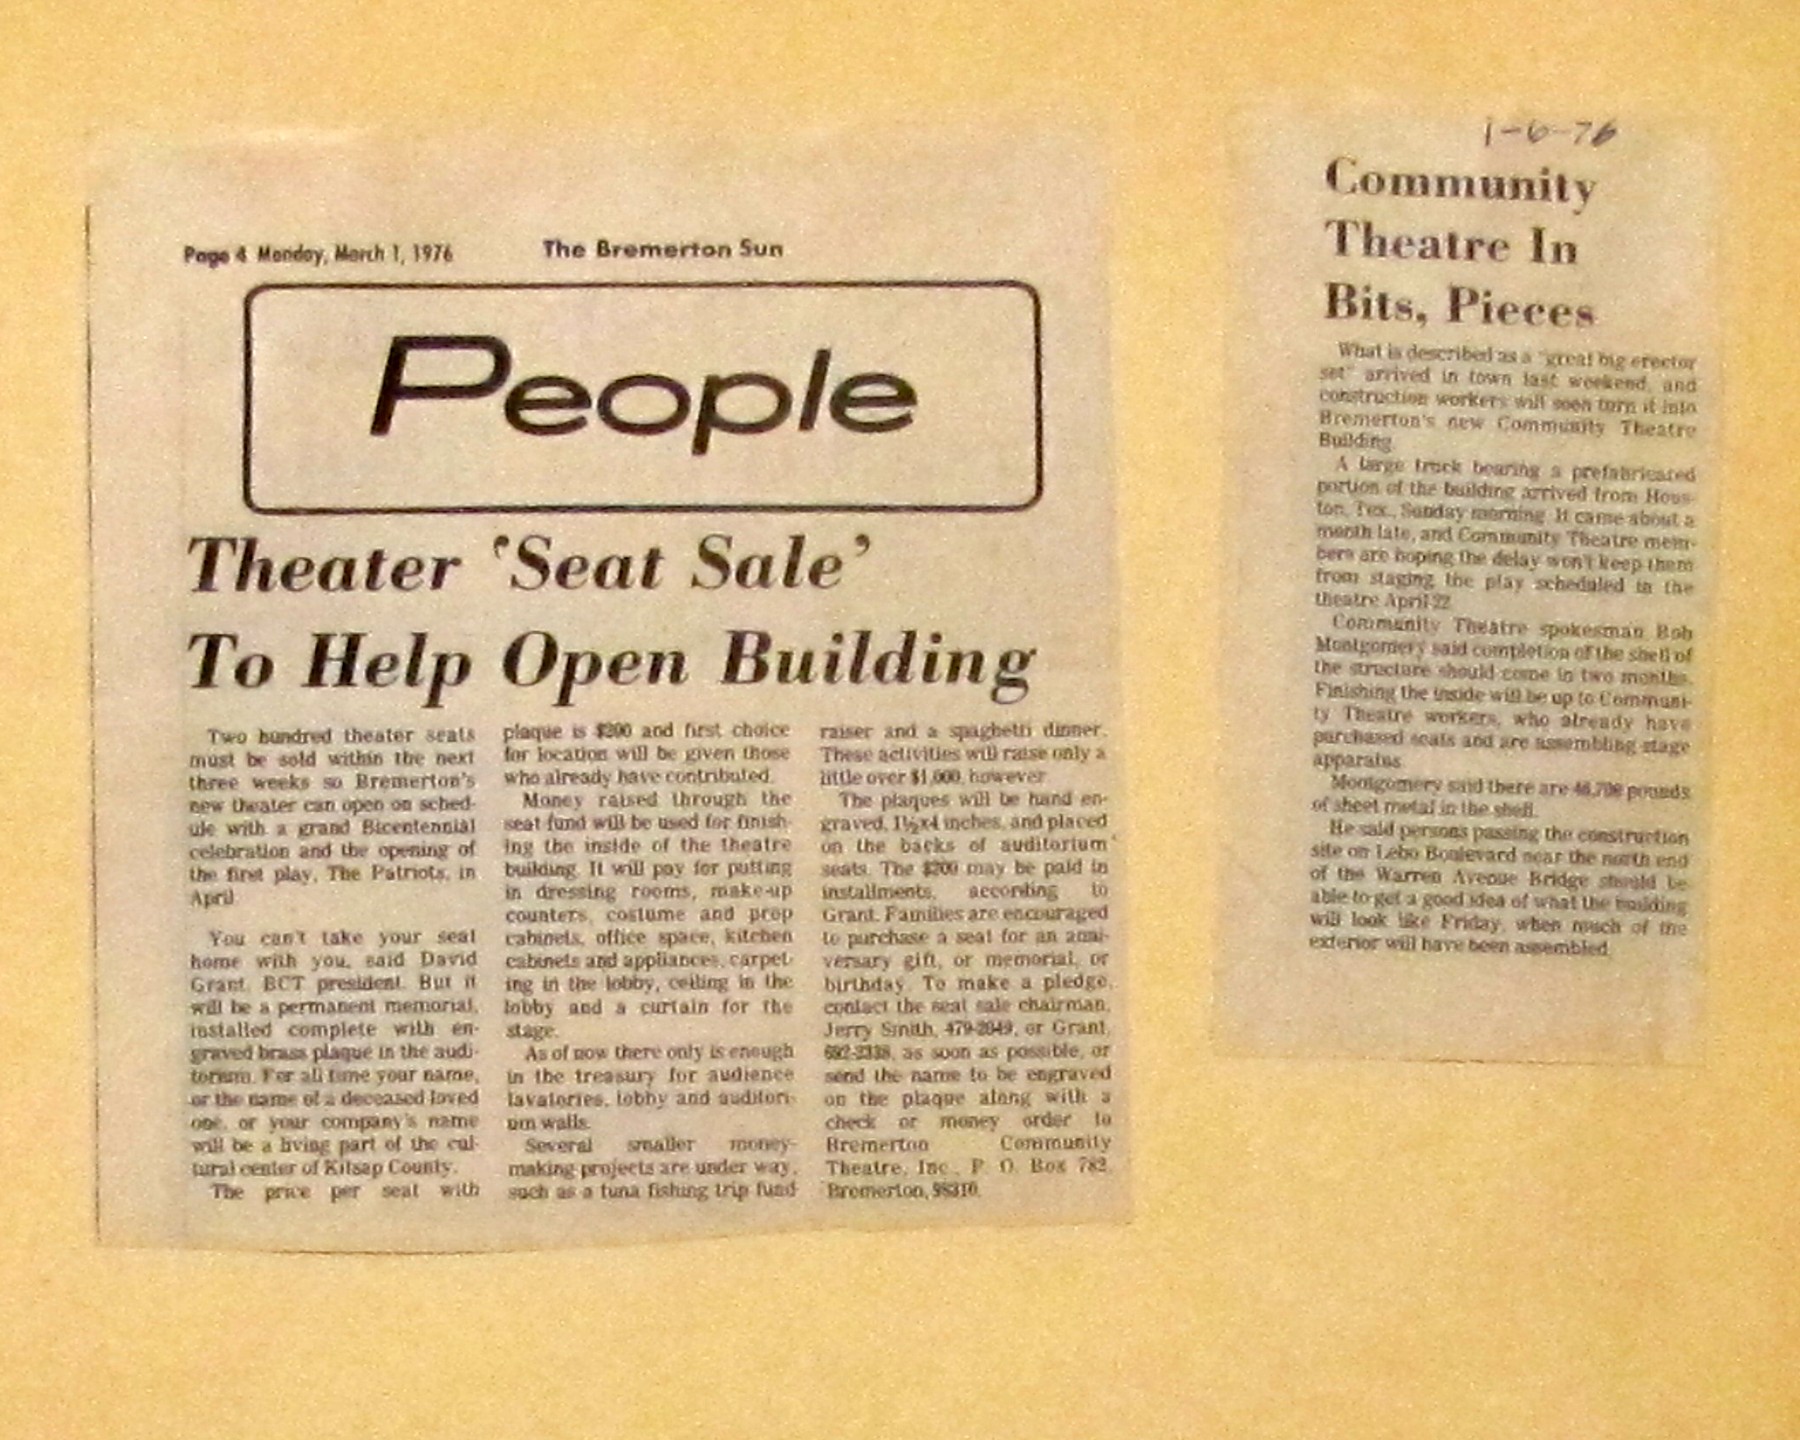 Page 4 Monday, March 1, 1976 The Bremerton Sun
People
Theater 'Seat Sale'
To Help Open Building
Two hundred theater seats
must be sold within the next
three weeks so Bremerton's
new theater can open on sched-
ule with a grand Bicentennial
celebration and the opening of
the first play, The Patriots, in
April.
You can't take your seat
home with you, said David
Grant, BCT president. But it
will be a permanent memorial,
installed complete with en-
graved brass plaque in the audi-
torium. For all time your name,
or the name of a deceased loved
one, or your company's name
will be a living part of the cul-
tural center of Kitsap County.
The price per seat with
plaque is $200 and first choice
for location will be given those
who already have contributed.
Money raised through the
seat fund will be used for finish-
ing the inside of the theatre
building. It will pay for putting
in dressing rooms, make-up
counters, costume and prop
cabinets, office space, kitchen
cabinets and appliances, carpet-
ing in the lobby, ceiling in the
lobby and a curtain for the
stage.
As of now there only is enough
in the treasury for audience
lavatories, lobby and auditori-
um walls.
Several smaller money-
making projects are under way,
such as a tuna fishing trip fund
raiser and a spaghetti dinner.
These activities will raise only a
little over $1,000, however.
The plaques will be hand en-
graved, 1½x4 inches, and placed
on the backs of auditorium
seats. The $200 may be paid in
installments, according to
Grant. Families are encouraged
to purchase a seat for an anni-
versary gift, or memorial, or
birthday. To make a pledge,
contact the seat sale chairman,
Jerry Smith, 479-2049, or Grant,
as soon as possible, or
send the name to be engraved
on the plaque along with a
check or money order to
Bremerton Community
Theatre, Inc., P. O. Box 782,
Bremerton, 98310.
1-6-76
Community
Theatre In
Bits, Pieces
What is described as a "great big erector
set" arrived in town last weekend, and
construction workers will soon turn it into
Bremerton's new Community Theatre
Building.
A large truck bearing a prefabricated
portion of the building arrived from Hous-
ton, Tex., Sunday morning. It came about a
month late, and Community Theatre mem-
bers are hoping the delay won't keep them
from staging the play scheduled in the
theatre April 22.
Community Theatre spokesman Bob
Montgomery said completion of the shell of
the structure should come in two months.
Finishing the inside will be up to Communi-
ty Theatre workers, who already have
purchased seats and are assembling stage
apparatus.
Montgomery said there are pounds
of sheet metal in the shell.
He said persons passing the construction
site on Lebo Boulevard near the north end
of the Warren Avenue Bridge should be
able to get a good idea of what the building
will look like Friday, when much of the
exterior will have been assembled.